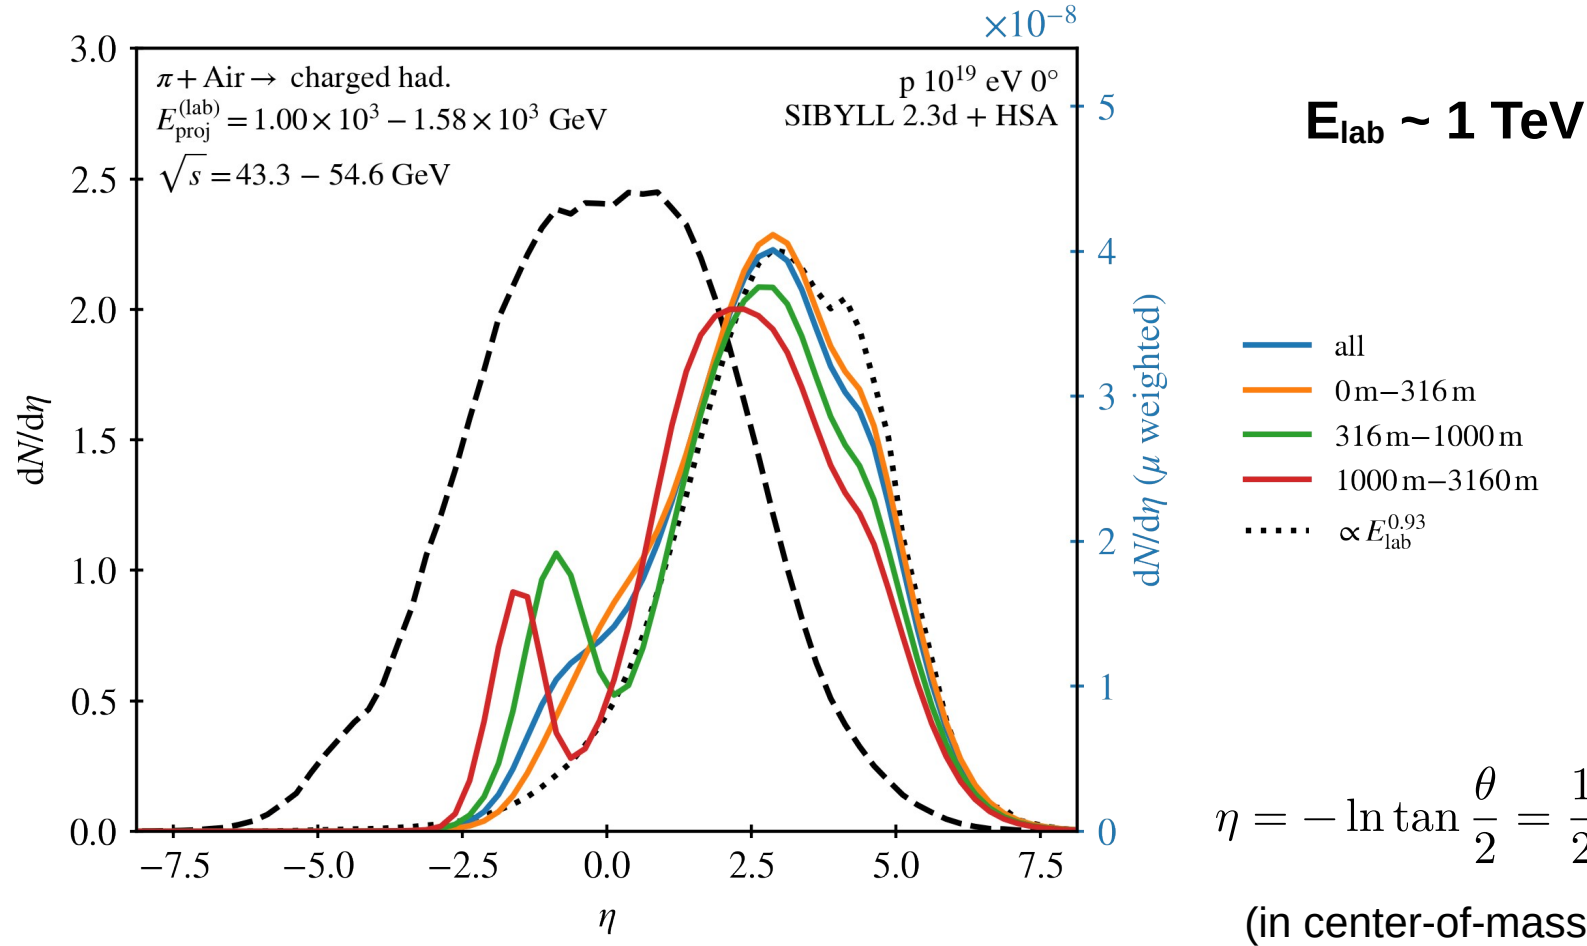 ×10⁻⁸
π + Air → charged had.
E_proj^(lab) = 1.00×10³ − 1.58×10³ GeV
√s = 43.3 − 54.6 GeV
p 10¹⁹ eV 0°
SIBYLL 2.3d + HSA
3.0
2.5
2.0
1.5
1.0
0.5
0.0
dN/dη
−7.5
−5.0
−2.5
0.0
2.5
5.0
7.5
η
5
4
3
2
1
0
dN/dη (μ weighted)
E_lab ~ 1 TeV
all
0 m−316 m
316 m−1000 m
1000 m−3160 m
∝ E_lab^0.93
η = − ln tan θ/2 = 1/2
(in center-of-mass